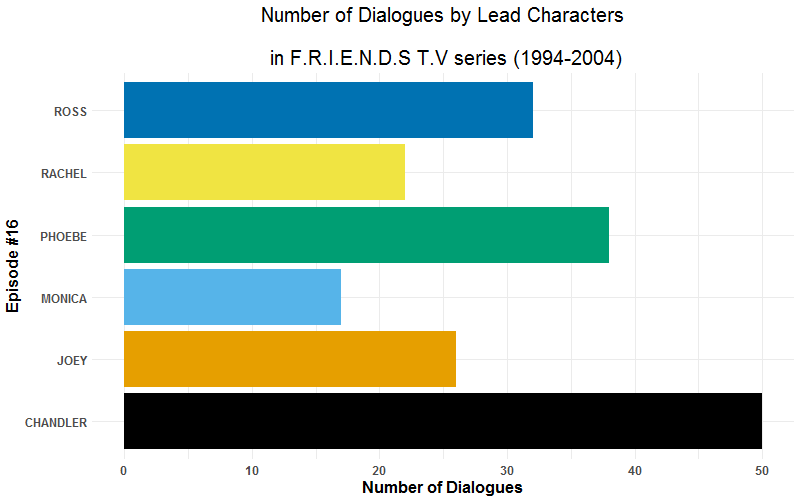 Number of Dialogues by Lead Characters
in F.R.I.E.N.D.S T.V series (1994-2004)
Episode #16
ROSS
RACHEL
PHOEBE
MONICA
JOEY
CHANDLER
0 10 20 30 40 50
Number of Dialogues